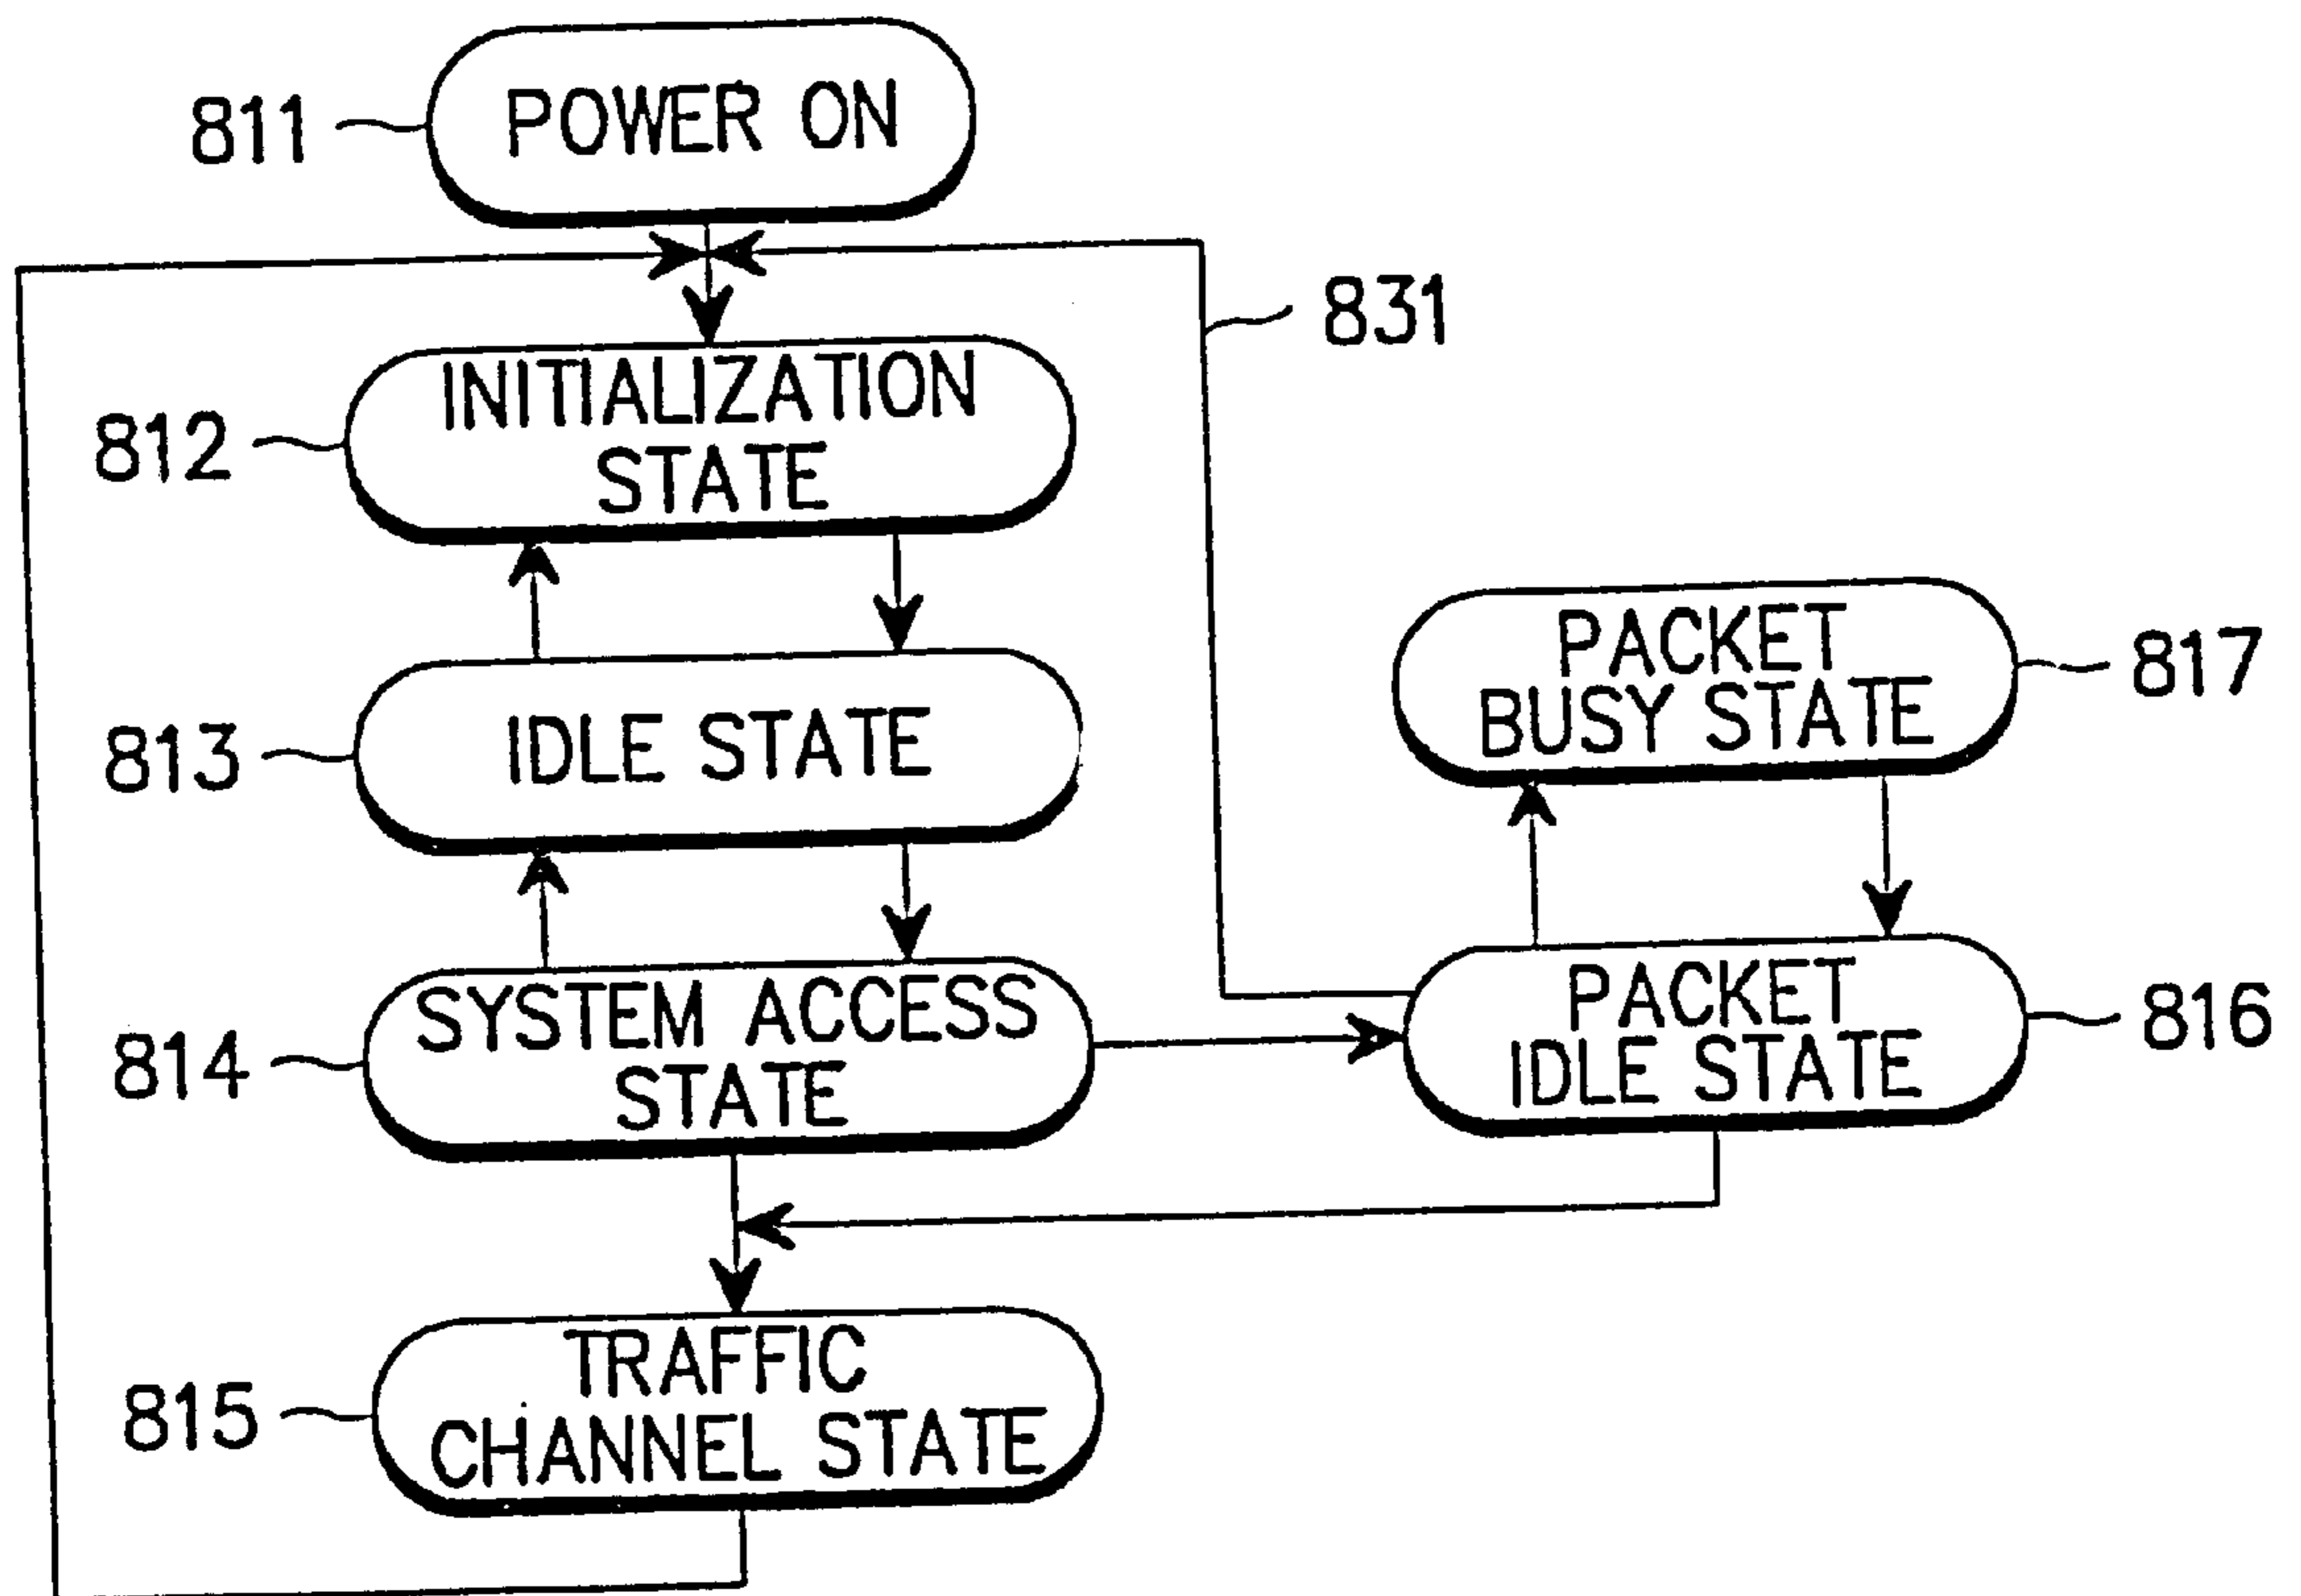 811
POWER ON
831
812
INITIALIZATION
STATE
813
IDLE STATE
PACKET
BUSY STATE
817
814
SYSTEM ACCESS
STATE
PACKET
IDLE STATE
816
815
TRAFFIC
CHANNEL STATE